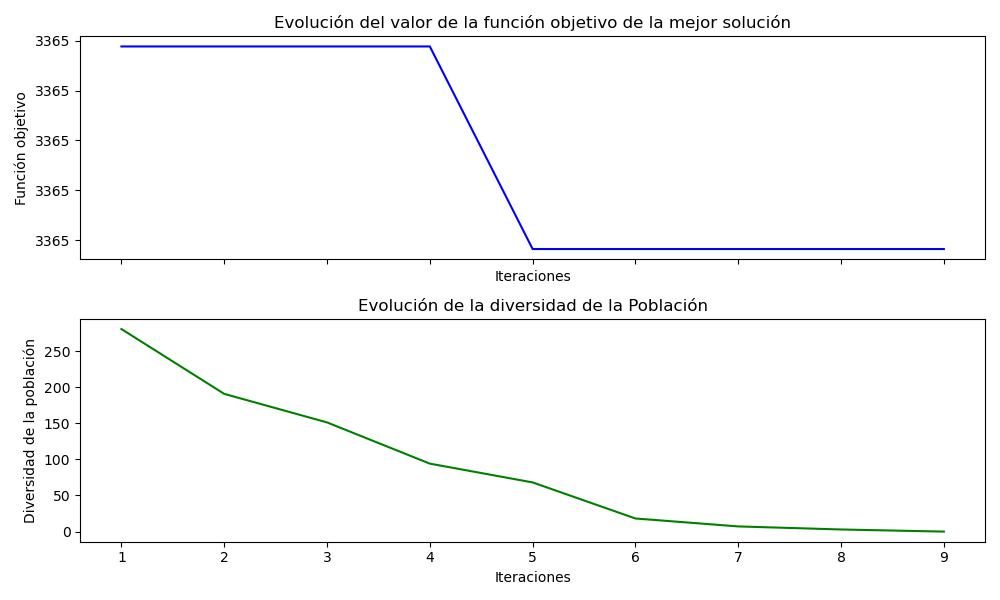 Evolución del valor de la función objetivo de la mejor solución
3365
3365
3365
3365
3365
Función objetivo
Iteraciones
Evolución de la diversidad de la Población
250
200
150
100
50
0
Diversidad de la población
1 2 3 4 5 6 7 8 9
Iteraciones